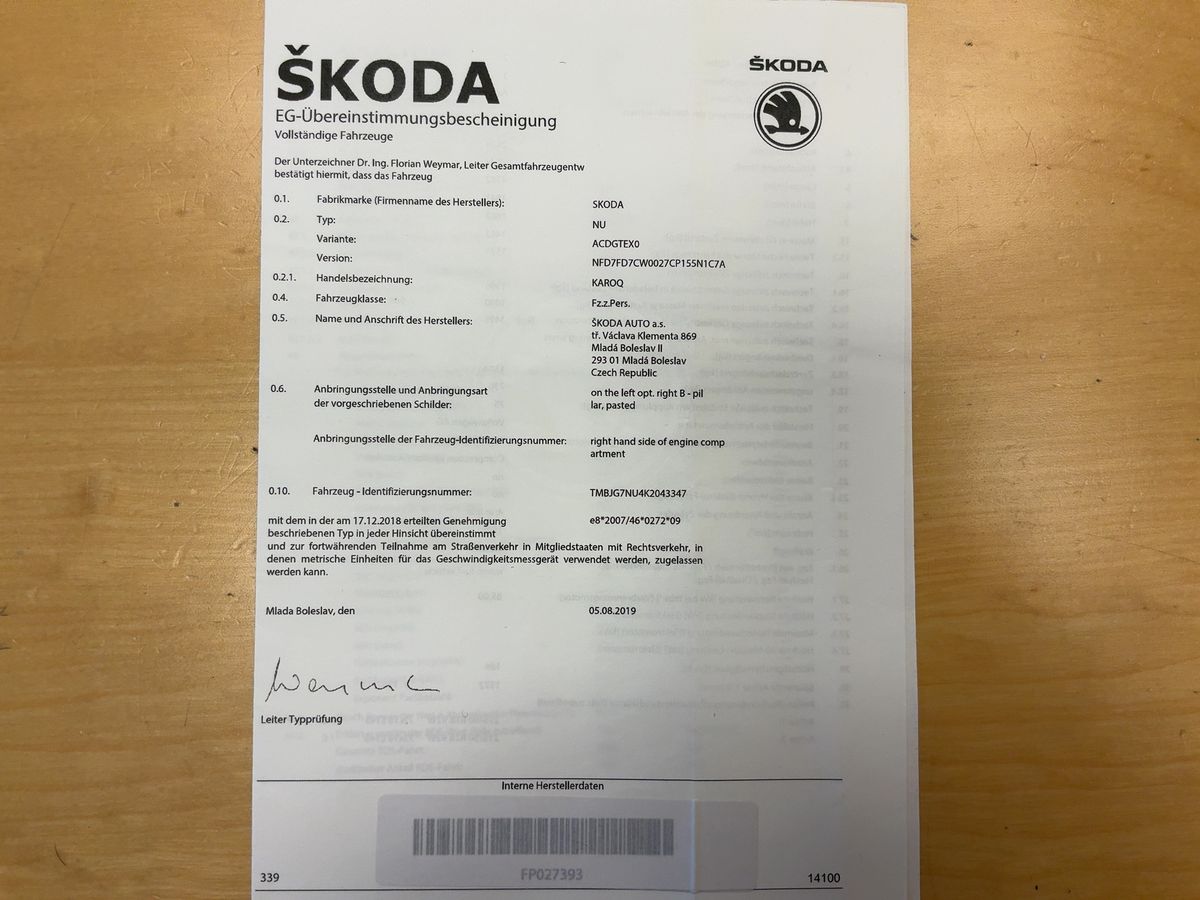 ŠKODA
ŠKODA
EG-Übereinstimmungsbescheinigung
Vollständige Fahrzeuge
Der Unterzeichner Dr. Ing. Florian Weymar, Leiter Gesamtfahrzeugentw
bestätigt hiermit, dass das Fahrzeug
0.1. Fabrikmarke (Firmenname des Herstellers): SKODA
0.2. Typ: NU
Variante: ACDGTEX0
Version: NFD7FD7CW0027CP155N1C7A
0.2.1. Handelsbezeichnung: KAROQ
0.4. Fahrzeugklasse: Fz.z.Pers.
0.5. Name und Anschrift des Herstellers: ŠKODA AUTO a.s.
tř. Václava Klementa 869
Mladá Boleslav II
293 01 Mladá Boleslav
Czech Republic
0.6. Anbringungsstelle und Anbringungsart on the left opt. right B - pil
der vorgeschriebenen Schilder: lar, pasted
Anbringungsstelle der Fahrzeug-Identifizierungsnummer: right hand side of engine comp
artment
0.10. Fahrzeug - Identifizierungsnummer: TMBJG7NU4K2043347
mit dem in der am 17.12.2018 erteilten Genehmigung e8*2007/46*0272*09
beschriebenen Typ in jeder Hinsicht übereinstimmt
und zur fortwährenden Teilnahme am Straßenverkehr in Mitgliedstaaten mit Rechtsverkehr, in
denen metrische Einheiten für das Geschwindigkeitsmessgerät verwendet werden, zugelassen
werden kann.
Mlada Boleslav, den 05.08.2019
Leiter Typprüfung
Interne Herstellerdaten
FP027393
339 14100